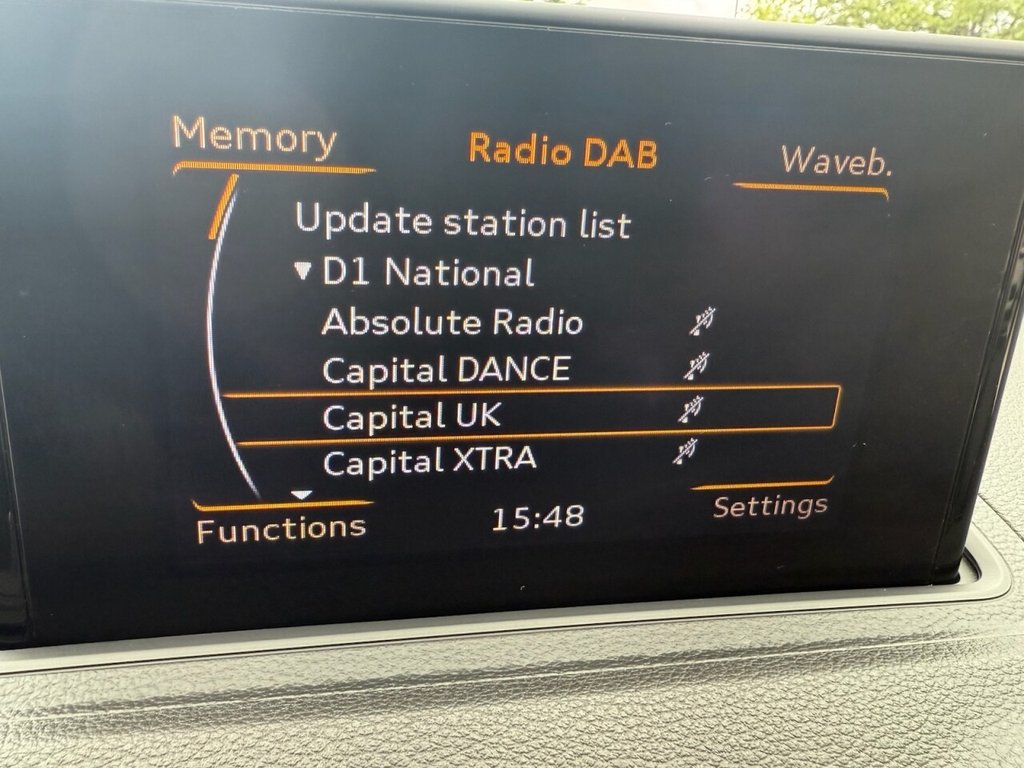 Memory
Radio DAB
Waveb.
Update station list
D1 National
Absolute Radio
Capital DANCE
Capital UK
Capital XTRA
Functions
15:48
Settings